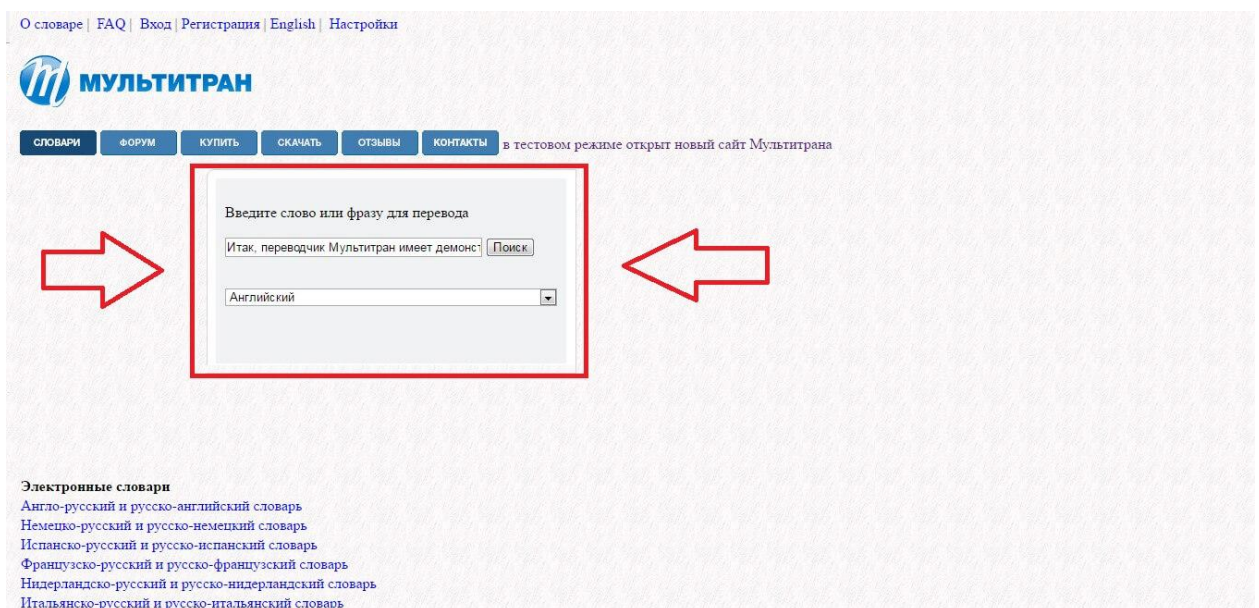 О словаре | FAQ | Вход | Регистрация | English | Настройки
m МУЛЬТИТРАН
СЛОВАРИ ФОРУМ КУПИТЬ СКАЧАТЬ ОТЗЫВЫ КОНТАКТЫ в тестовом режиме открыт новый сайт Мультитрана
Введите слово или фразу для перевода
Итак, переводчик Мультитран имеет демонст Поиск
Английский
Электронные словари
Англо-русский и русско-английский словарь
Немецко-русский и русско-немецкий словарь
Испанско-русский и русско-испанский словарь
Французско-русский и русско-французский словарь
Нидерландско-русский и русско-нидерландский словарь
Итальянско-русский и русско-итальянский словарь